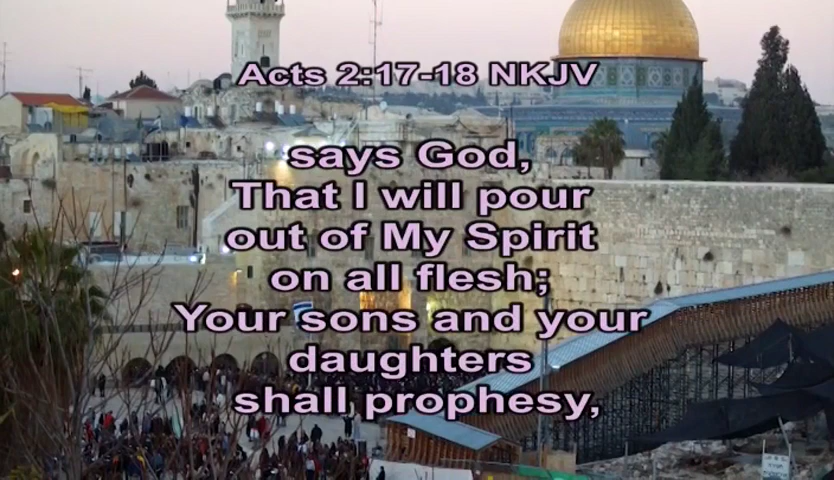 Acts 2:17-18 NKJV
says God,
That I will pour
out of My Spirit
on all flesh;
Your sons and your
daughters
shall prophesy,